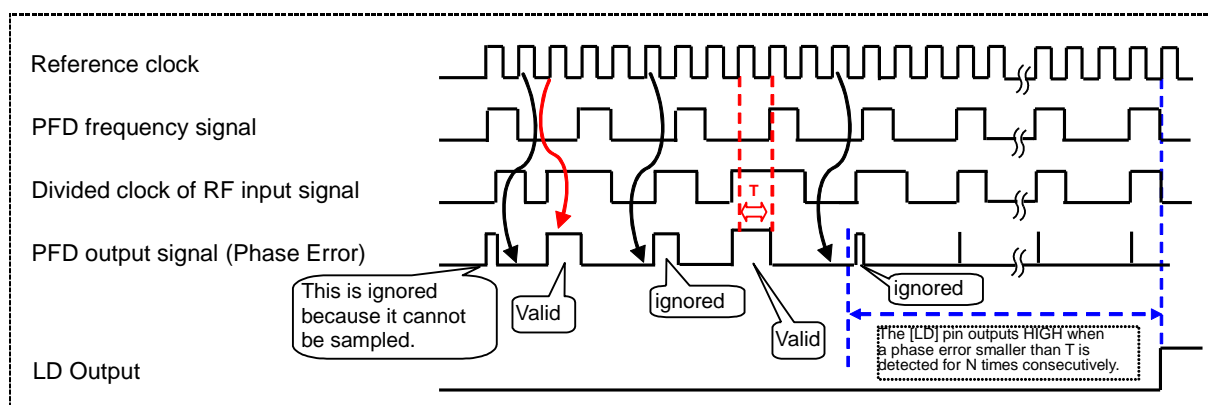 Reference clock
PFD frequency signal
Divided clock of RF input signal
T
PFD output signal (Phase Error)
This is ignored
because it cannot
be sampled.
Valid
ignored
Valid
ignored
The [LD] pin outputs HIGH when
a phase error smaller than T is
detected for N times consecutively.
LD Output